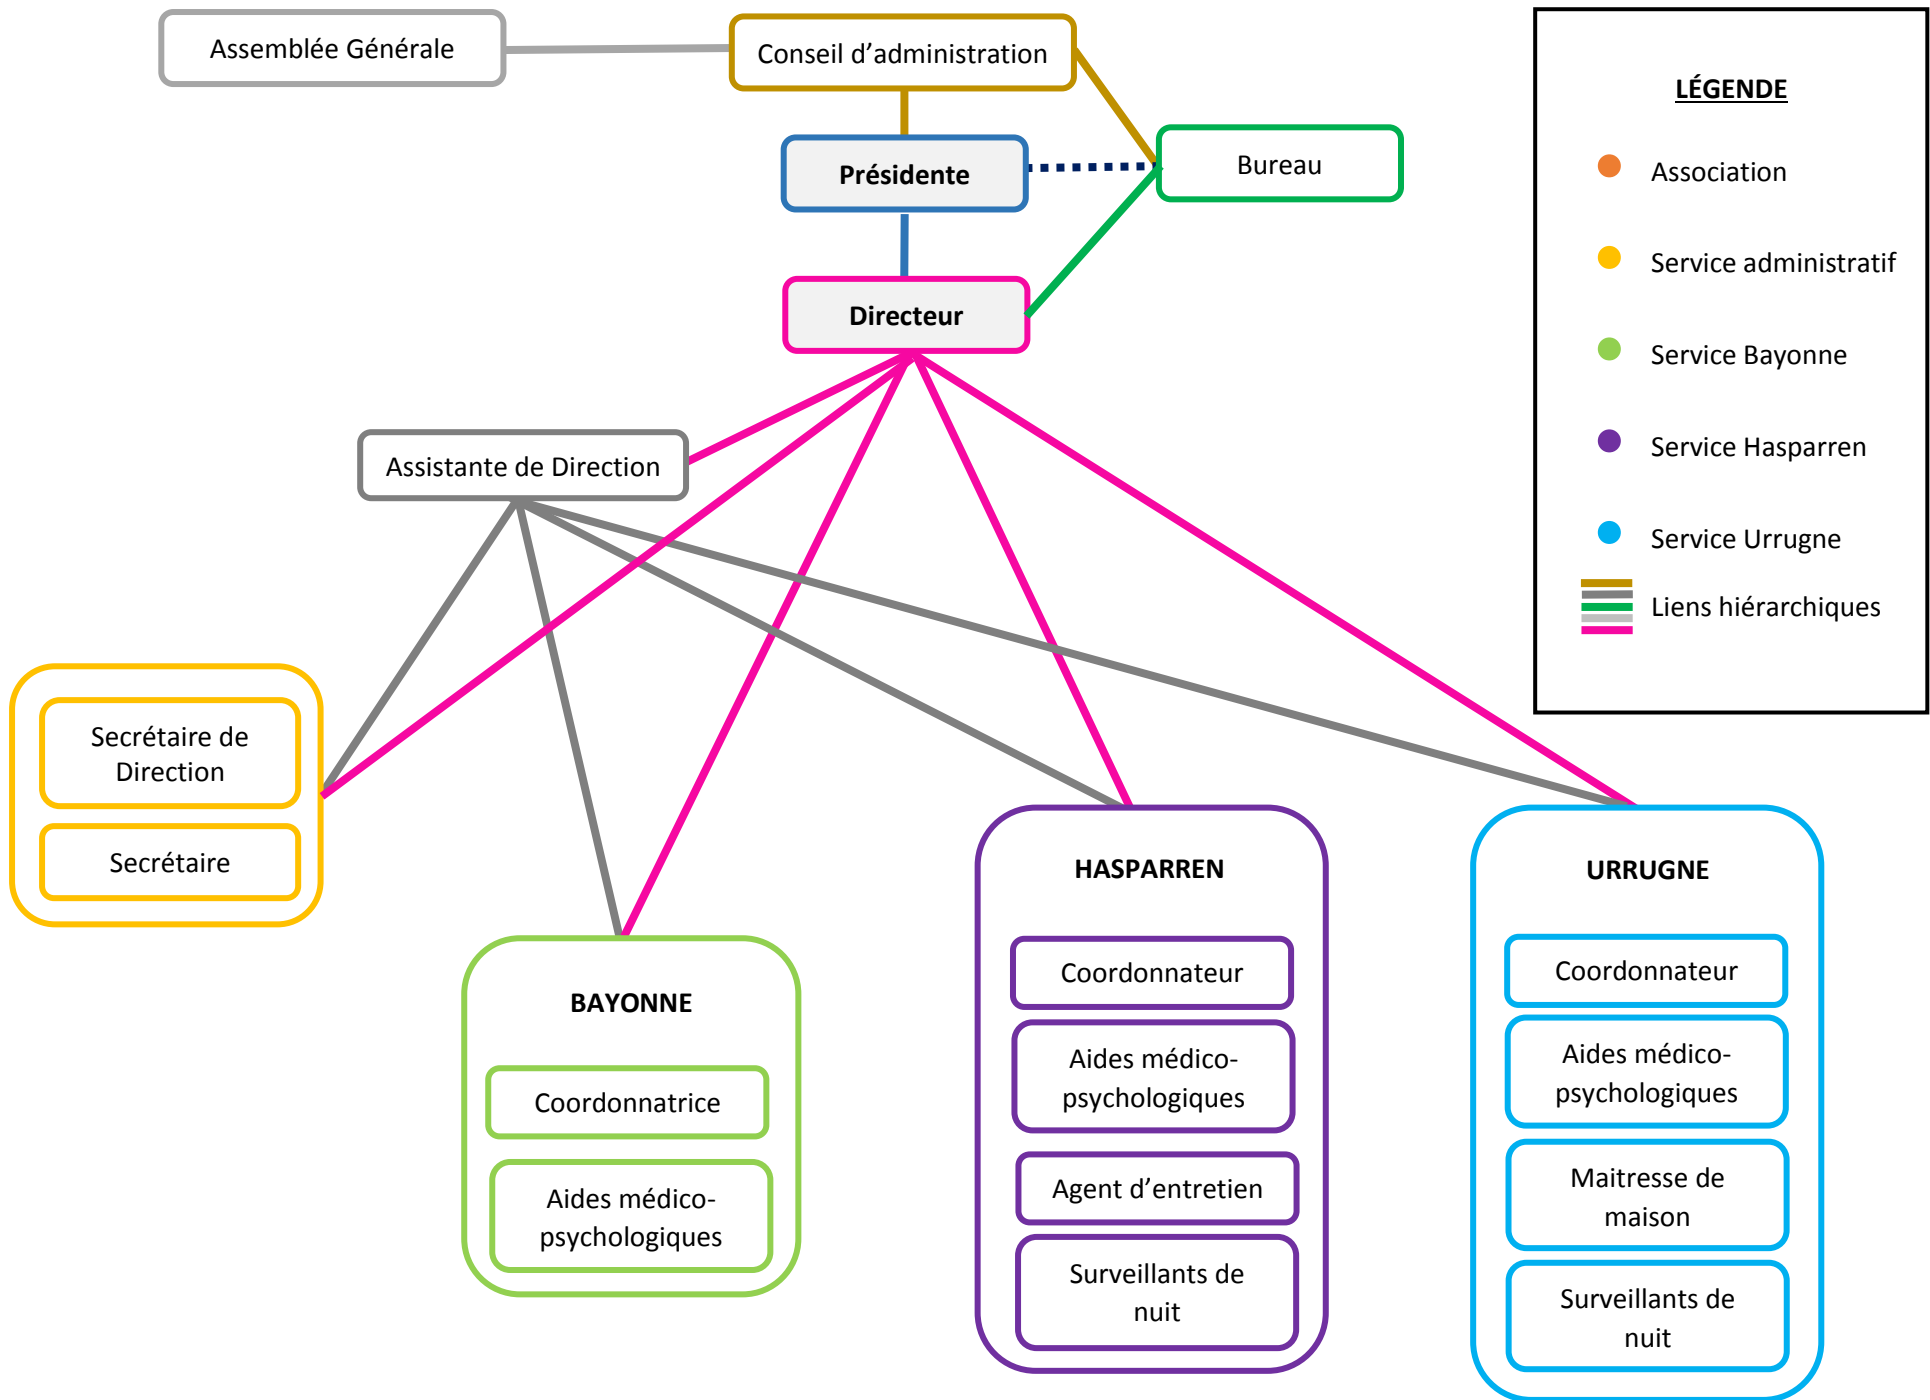 Assemblée Générale
Conseil d’administration
Présidente
Bureau
Directeur
Assistante de Direction
Secrétaire de
Direction
Secrétaire
BAYONNE
Coordonnatrice
Aides médico-
psychologiques
HASPARREN
Coordonnateur
Aides médico-
psychologiques
Agent d’entretien
Surveillants de
nuit
URRUGNE
Coordonnateur
Aides médico-
psychologiques
Maitresse de
maison
Surveillants de
nuit
LÉGENDE
Association
Service administratif
Service Bayonne
Service Hasparren
Service Urrugne
Liens hiérarchiques